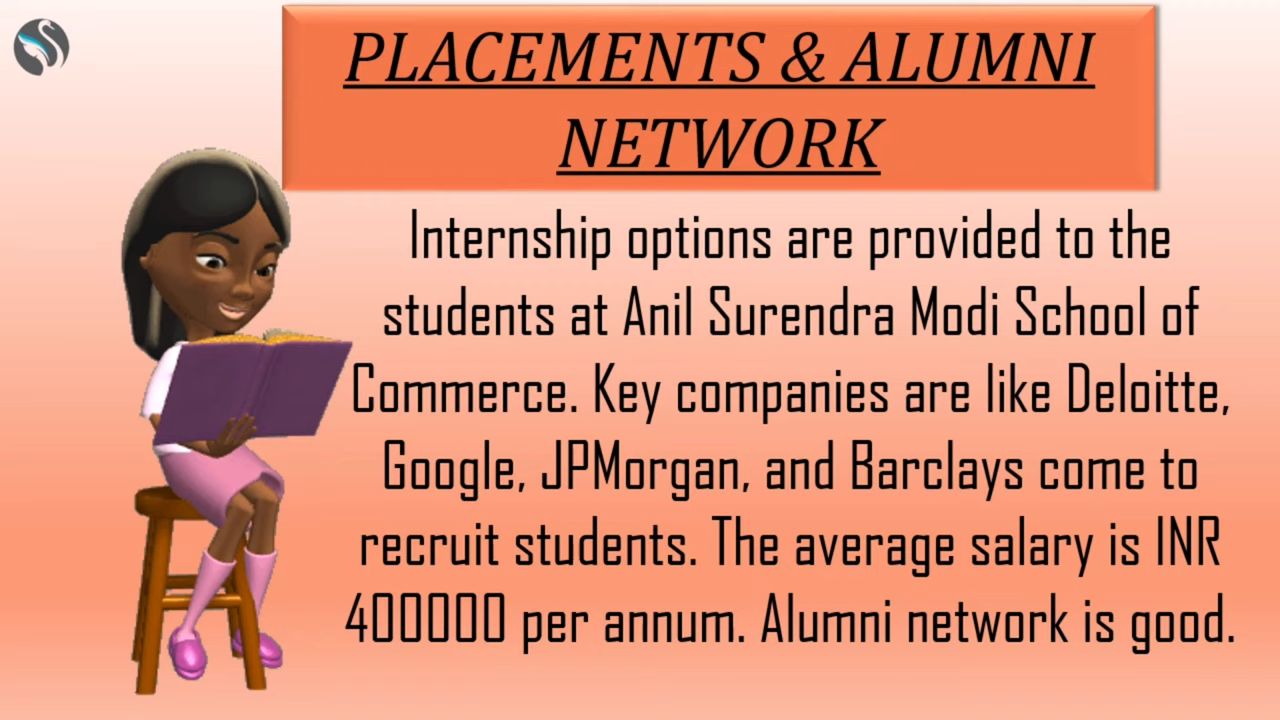 PLACEMENTS & ALUMNI
NETWORK
Internship options are provided to the
students at Anil Surendra Modi School of
Commerce. Key companies are like Deloitte,
Google, JPMorgan, and Barclays come to
recruit students. The average salary is INR
400000 per annum. Alumni network is good.